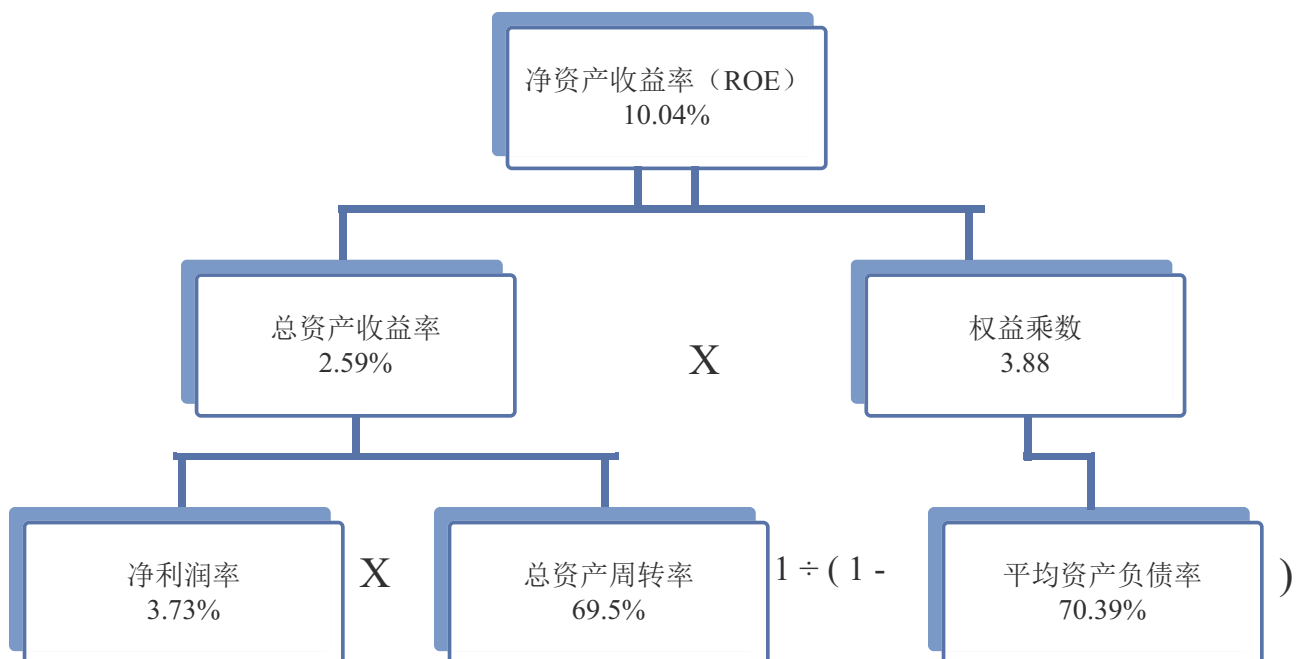 净资产收益率（ROE）
10.04%
总资产收益率
2.59%
X
权益乘数
3.88
净利润率
3.73%
X
总资产周转率
69.5%
1 ÷ ( 1 -
平均资产负债率
70.39%
)